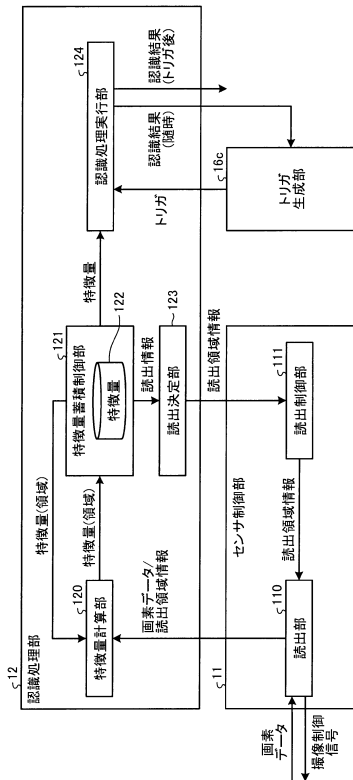 12
認識処理部
特徴量(領域)
120
特徴量計算部
特徴量(領域)
121
特徴量蓄積制御部
122
特徴量
特徴量
124
認識処理実行部
読出情報
123
読出決定部
画素データ/
読出領域情報
読出領域情報
トリガ
認識結果
(随時)
認識結果
(トリガ後)
11
センサ制御部
110
読出部
読出領域情報
111
読出制御部
16c
トリガ
生成部
画素
データ
撮像制御
信号